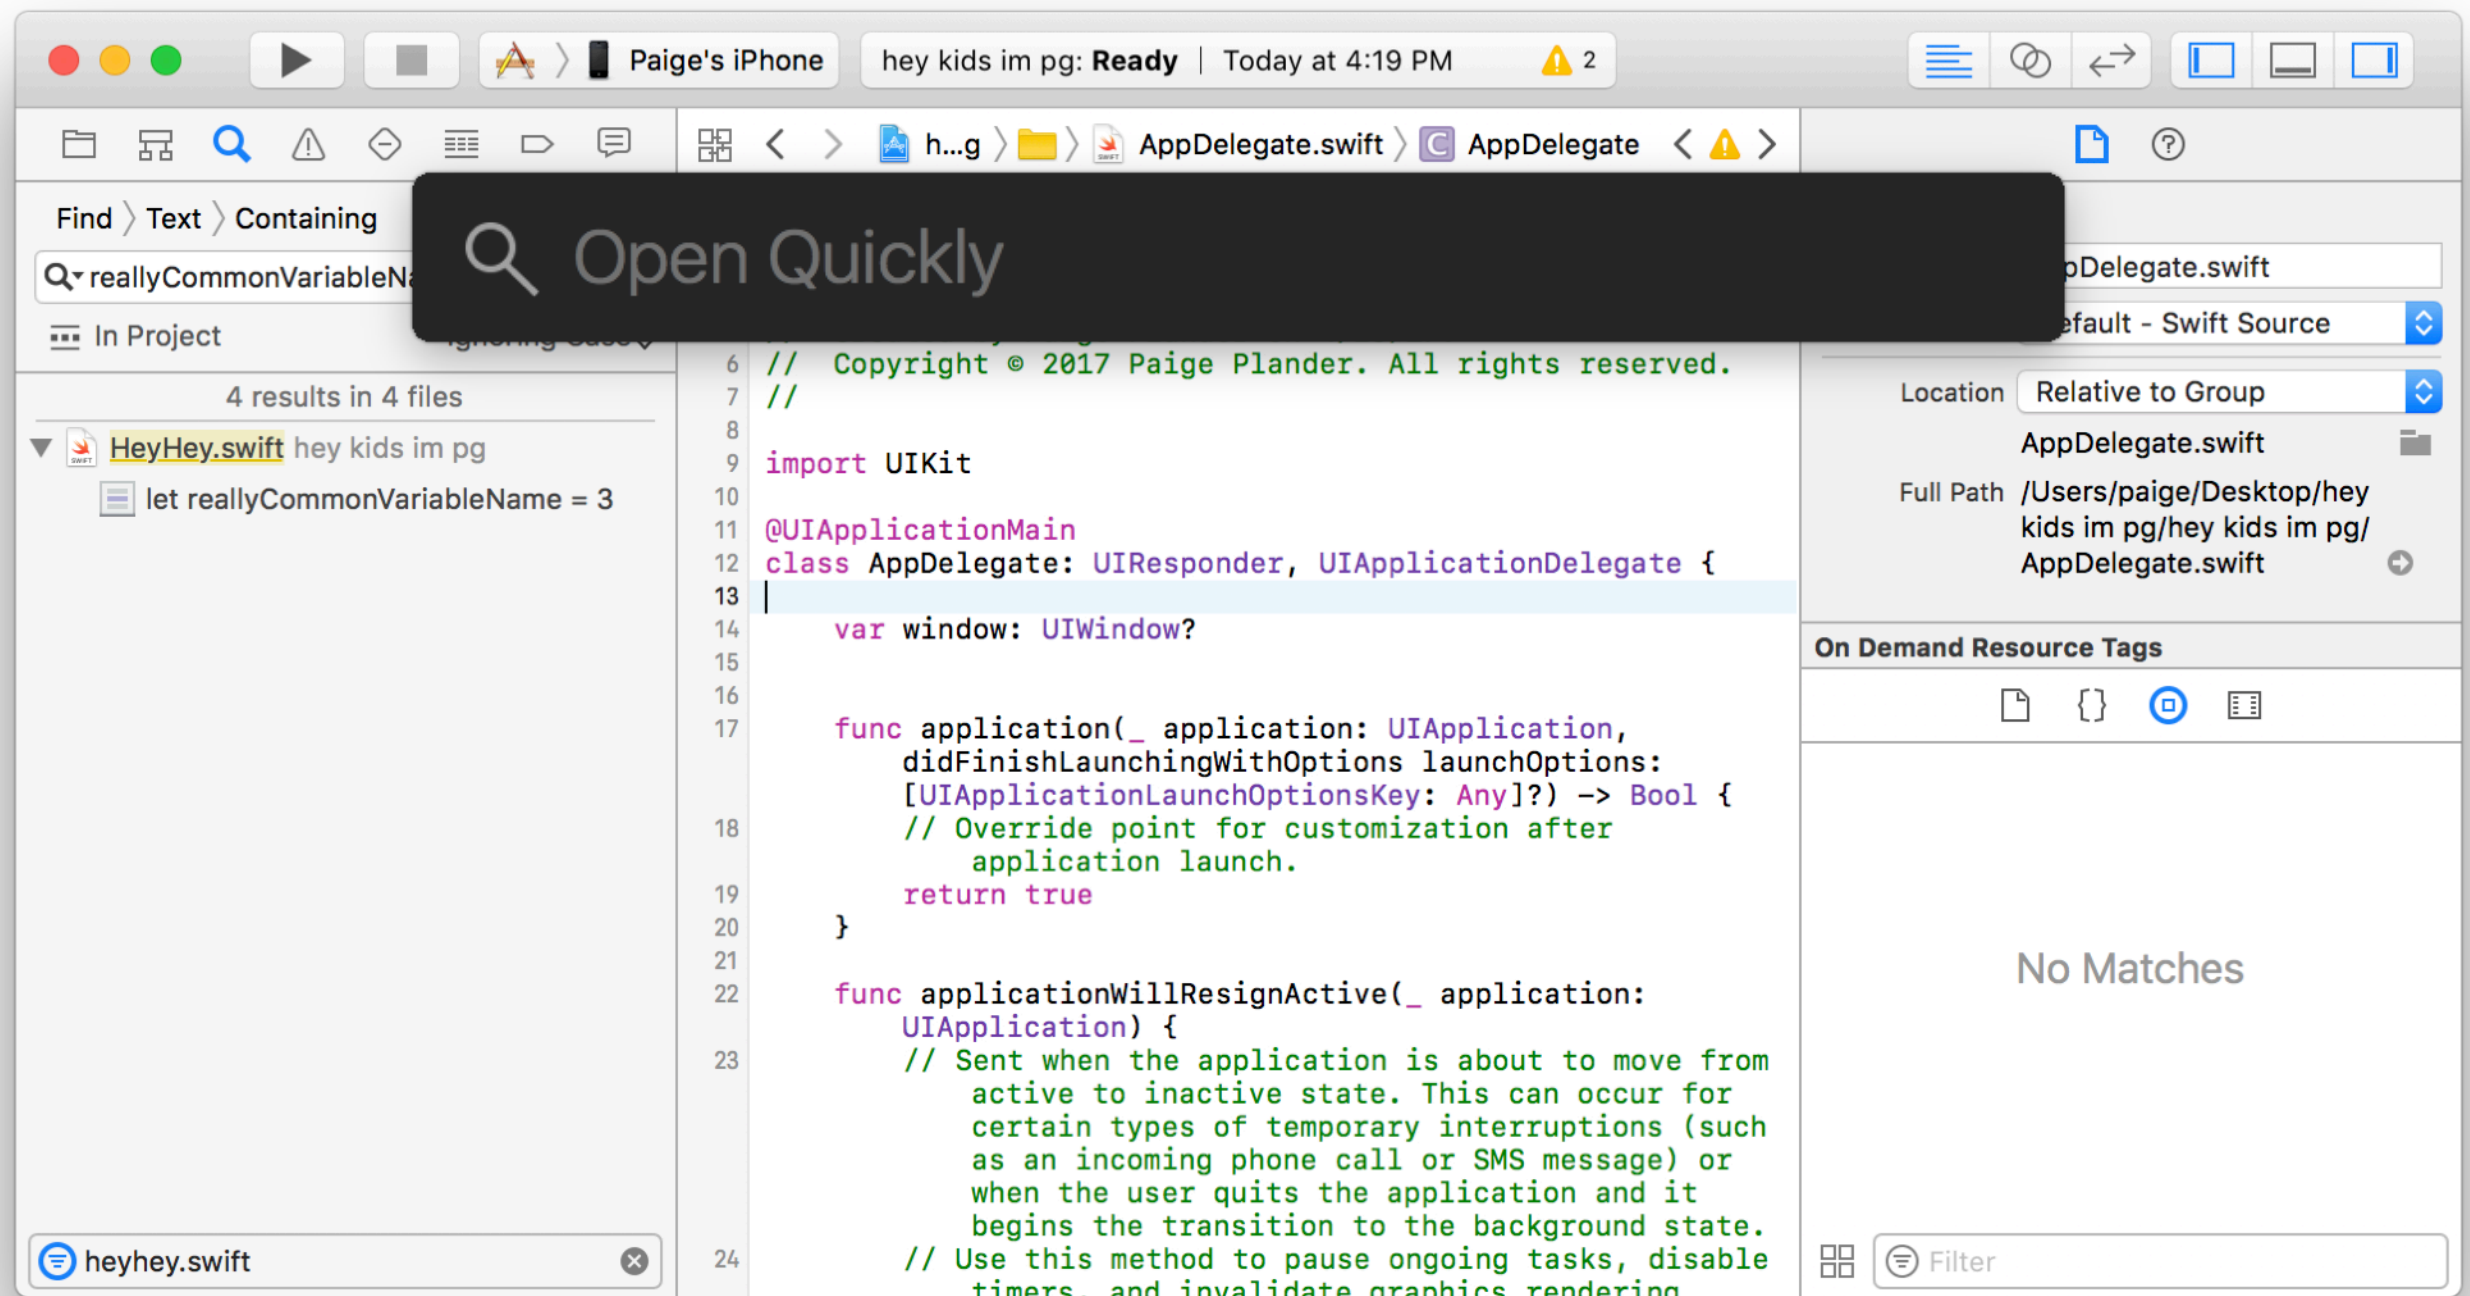 Paige's iPhone
hey kids im pg: Ready | Today at 4:19 PM
2
h...g
AppDelegate.swift
C AppDelegate
Find
Text
Containing
reallyCommonVariableNa
In Project
Open Quickly
pDelegate.swift
efault - Swift Source
4 results in 4 files
HeyHey.swift hey kids im pg
let reallyCommonVariableName = 3
heyhey.swift
6 // Copyright © 2017 Paige Plander. All rights reserved.
7 //
8
9 import UIKit
10
11 @UIApplicationMain
12 class AppDelegate: UIResponder, UIApplicationDelegate {
13
14 var window: UIWindow?
15
16
17 func application(_ application: UIApplication,
didFinishLaunchingWithOptions launchOptions:
[UIApplicationLaunchOptionsKey: Any]?) -> Bool {
18 // Override point for customization after
application launch.
19 return true
20 }
21
22 func applicationWillResignActive(_ application:
UIApplication) {
23 // Sent when the application is about to move from
active to inactive state. This can occur for
certain types of temporary interruptions (such
as an incoming phone call or SMS message) or
when the user quits the application and it
begins the transition to the background state.
24 // Use this method to pause ongoing tasks, disable
timers, and invalidate graphics rendering
Location Relative to Group
AppDelegate.swift
Full Path /Users/paige/Desktop/hey
kids im pg/hey kids im pg/
AppDelegate.swift
On Demand Resource Tags
{}
No Matches
Filter